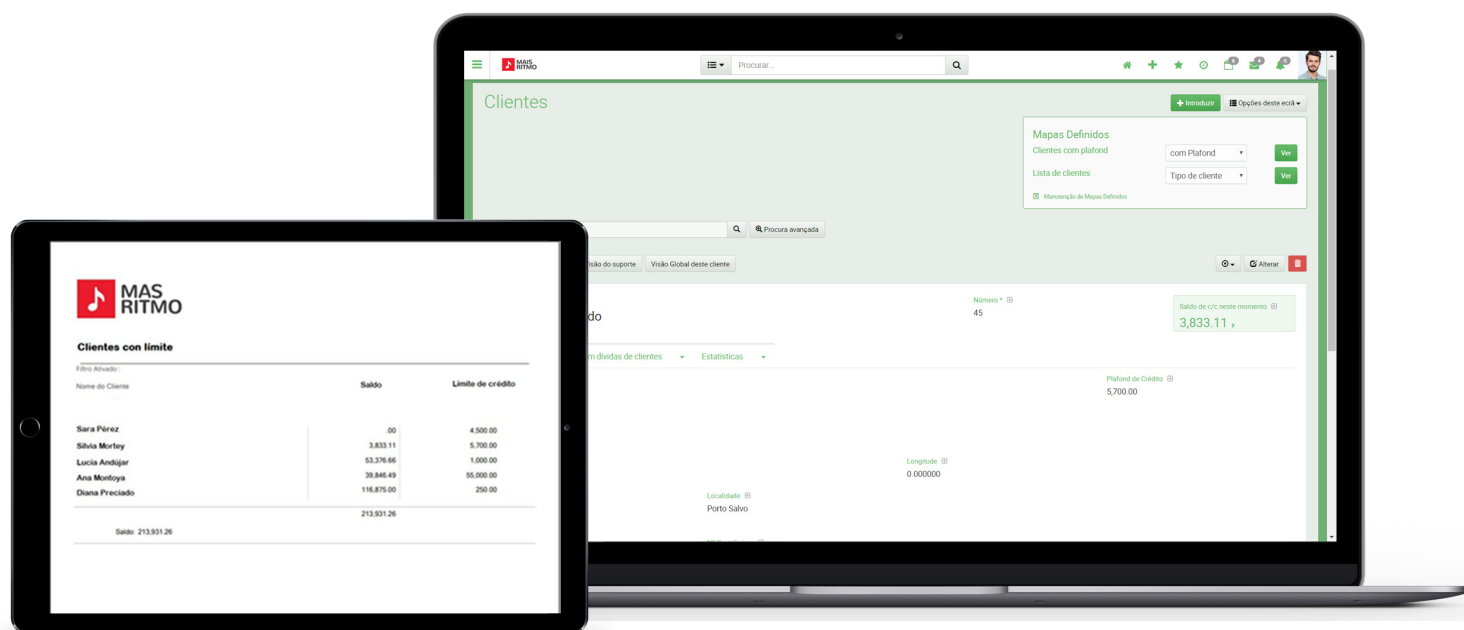 MAIS
RITMO
Procurar...
6
4
5
Clientes
Introduzir
Opções deste ecrã
Mapas Definidos
Clientes com plafond
com Plafond
Ver
Lista de clientes
Tipo de cliente
Ver
Manutenção de Mapas Definidos
Procura avançada
do suporte
Visão Global deste cliente
Alterar
do
Número *
45
Saldo de c/c neste momento
3,833.11
dívidas de clientes
Estatísticas
Plafond de Crédito
5,700.00
Longitude
0.000000
Localidade
Porto Salvo
MAS
RITMO
Clientes con límite
Filtro Ativado :
Nome do Cliente Saldo Límite de crédito
Sara Pérez .00 4,500.00
Silvia Mortey 3,833.11 5,700.00
Lucía Andújar 53,376.66 1,000.00
Ana Montoya 39,846.49 55,000.00
Diana Preciado 116,875.00 250.00
213,931.26
Saldo: 213,931.26